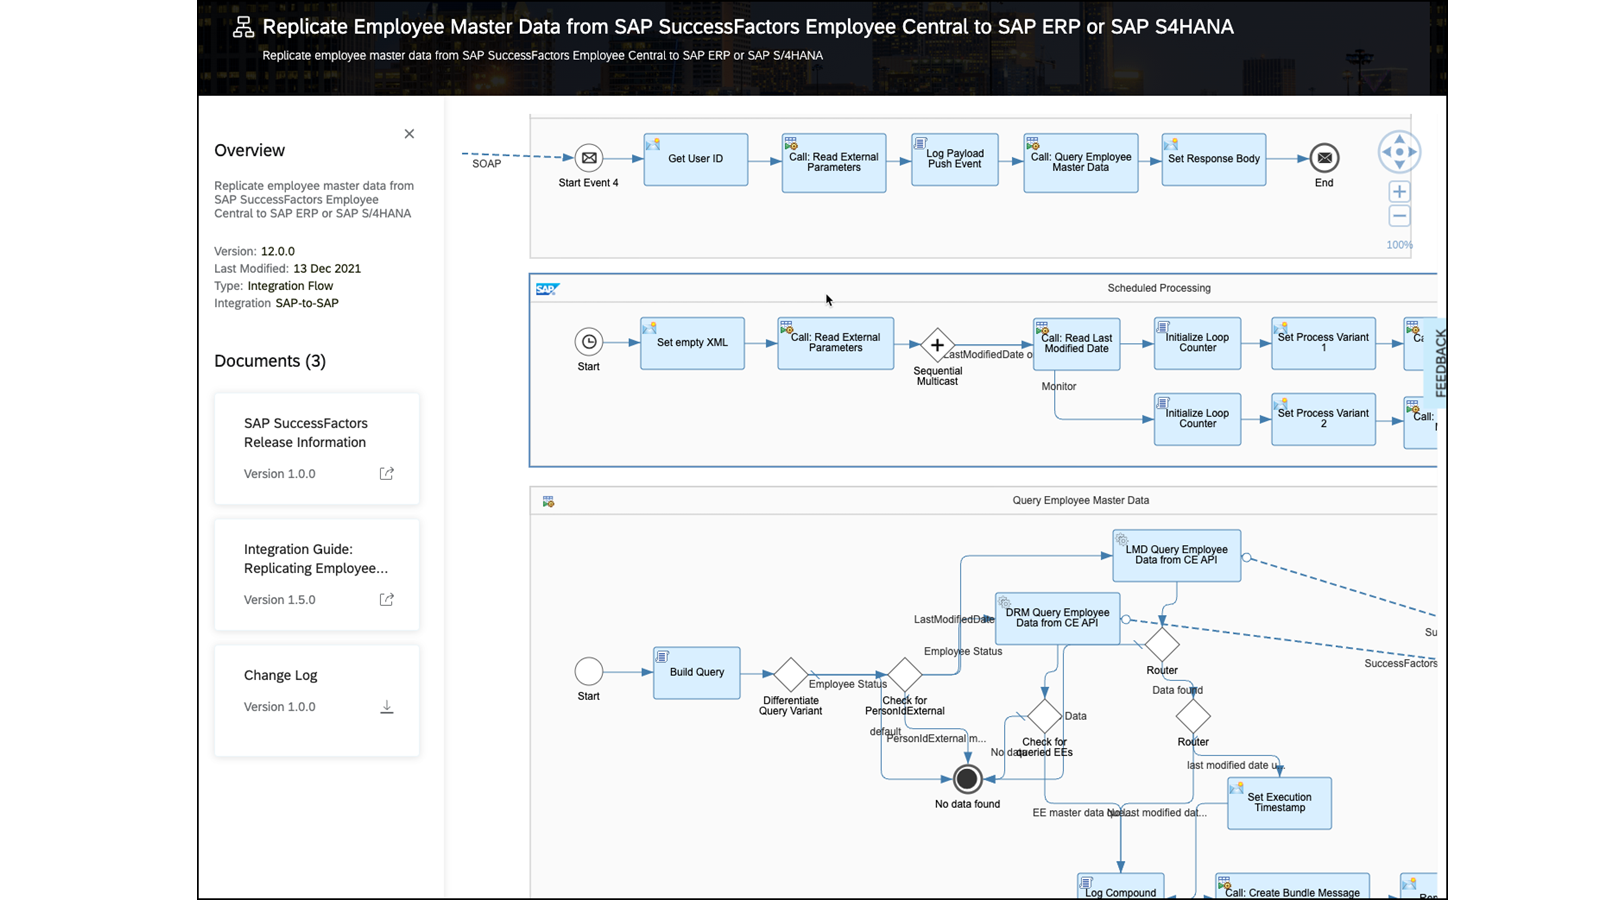 Replicate Employee Master Data from SAP SuccessFactors Employee Central to SAP ERP or SAP S4HANA
Replicate employee master data from SAP SuccessFactors Employee Central to SAP ERP or SAP S/4HANA
Overview
Replicate employee master data from
SAP SuccessFactors Employee
Central to SAP ERP or SAP S/4HANA
Version: 12.0.0
Last Modified: 13 Dec 2021
Type: Integration Flow
Integration SAP-to-SAP
Documents (3)
SAP SuccessFactors
Release Information
Version 1.0.0
Integration Guide:
Replicating Employee...
Version 1.5.0
Change Log
Version 1.0.0
SOAP
Start Event 4
Get User ID
Call: Read External
Parameters
Log Payload
Push Event
Call: Query Employee
Master Data
Set Response Body
End
100%
SAP
Scheduled Processing
Start
Set empty XML
Call: Read External
Parameters
Sequential
Multicast
LastModifiedDate o
Call: Read Last
Modified Date
Monitor
Initialize Loop
Counter
Set Process Variant
1
Ca
Initialize Loop
Counter
Set Process Variant
2
Call:
FEEDBACK
Query Employee Master Data
LMD Query Employee
Data from CE API
DRM Query Employee
Data from CE API
LastModifiedDate
Employee Status
Su
SuccessFactors
Start
Build Query
Differentiate
Query Variant
Employee Status
Check for
PersonIdExternal
default
PersonIdExternal m...
No data
Data
Check for
queried EEs
Router
Data found
Router
last modified date u...
No data found
Set Execution
Timestamp
EE master data que...
No last modified dat...
Log Compound
Call: Create Bundle Message